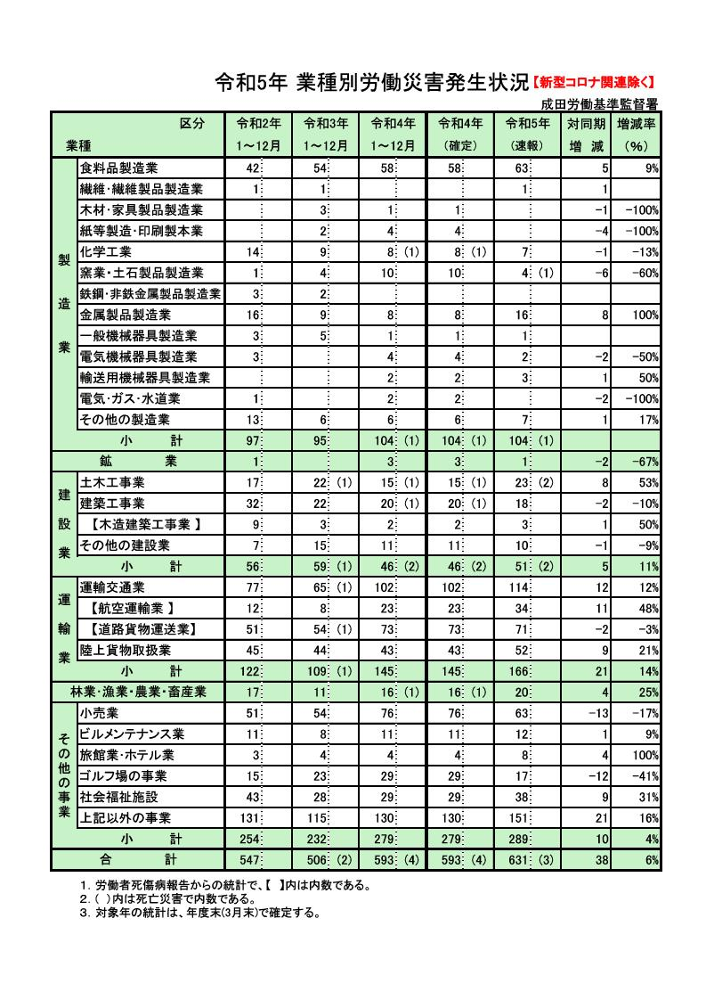 令和5年 業種別労働災害発生状況【新型コロナ関連除く】
成田労働基準監督署
区分 令和2年 令和3年 令和4年 令和4年 令和5年 対同期 増減率
業種 1～12月 1～12月 1～12月 (確定) (速報) 増 減 (%)
製造業
食料品製造業 42 54 58 58 63 5 9%
繊維･繊維製品製造業 1 1 1 1
木材･家具製品製造業 3 1 1 -1 -100%
紙等製造･印刷製本業 2 4 4 -4 -100%
化学工業 14 9 8 (1) 8 (1) 7 -1 -13%
窯業・土石製品製造業 1 4 10 10 4 (1) -6 -60%
鉄鋼･非鉄金属製品製造業 3 2
金属製品製造業 16 9 8 8 16 8 100%
一般機械器具製造業 3 5 1 1 1
電気機械器具製造業 3 4 4 2 -2 -50%
輸送用機械器具製造業 2 2 3 1 50%
電気･ガス･水道業 1 2 2 -2 -100%
その他の製造業 13 6 6 6 7 1 17%
小 計 97 95 104 (1) 104 (1) 104 (1)
鉱 業 1 3 3 1 -2 -67%
建設業
土木工事業 17 22 (1) 15 (1) 15 (1) 23 (2) 8 53%
建築工事業 32 22 20 (1) 20 (1) 18 -2 -10%
【木造建築工事業 】 9 3 2 2 3 1 50%
その他の建設業 7 15 11 11 10 -1 -9%
小 計 56 59 (1) 46 (2) 46 (2) 51 (2) 5 11%
運輸業
運輸交通業 77 65 (1) 102 102 114 12 12%
【航空運輸業 】 12 8 23 23 34 11 48%
【道路貨物運送業】 51 54 (1) 73 73 71 -2 -3%
陸上貨物取扱業 45 44 43 43 52 9 21%
小 計 122 109 (1) 145 145 166 21 14%
林業･漁業･農業･畜産業 17 11 16 (1) 16 (1) 20 4 25%
その他の事業
小売業 51 54 76 76 63 -13 -17%
ビルメンテナンス業 11 8 11 11 12 1 9%
旅館業･ホテル業 3 4 4 4 8 4 100%
ゴルフ場の事業 15 23 29 29 17 -12 -41%
社会福祉施設 43 28 29 29 38 9 31%
上記以外の事業 131 115 130 130 151 21 16%
小 計 254 232 279 279 289 10 4%
合 計 547 506 (2) 593 (4) 593 (4) 631 (3) 38 6%
1. 労働者死傷病報告からの統計で、【 】内は内数である。
2. ( )内は死亡災害で内数である。
3. 対象年の統計は、年度末(3月末)で確定する。